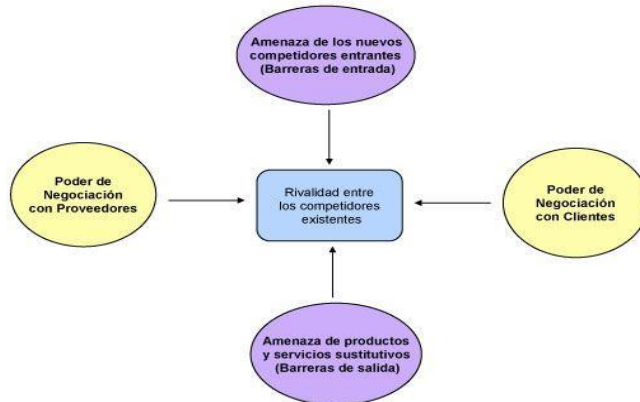 Amenaza de los nuevos
competidores entrantes
(Barreras de entrada)
Poder de
Negociación
con Proveedores
Rivalidad entre
los competidores
existentes
Poder de
Negociación
con Clientes
Amenaza de productos
y servicios sustitutivos
(Barreras de salida)